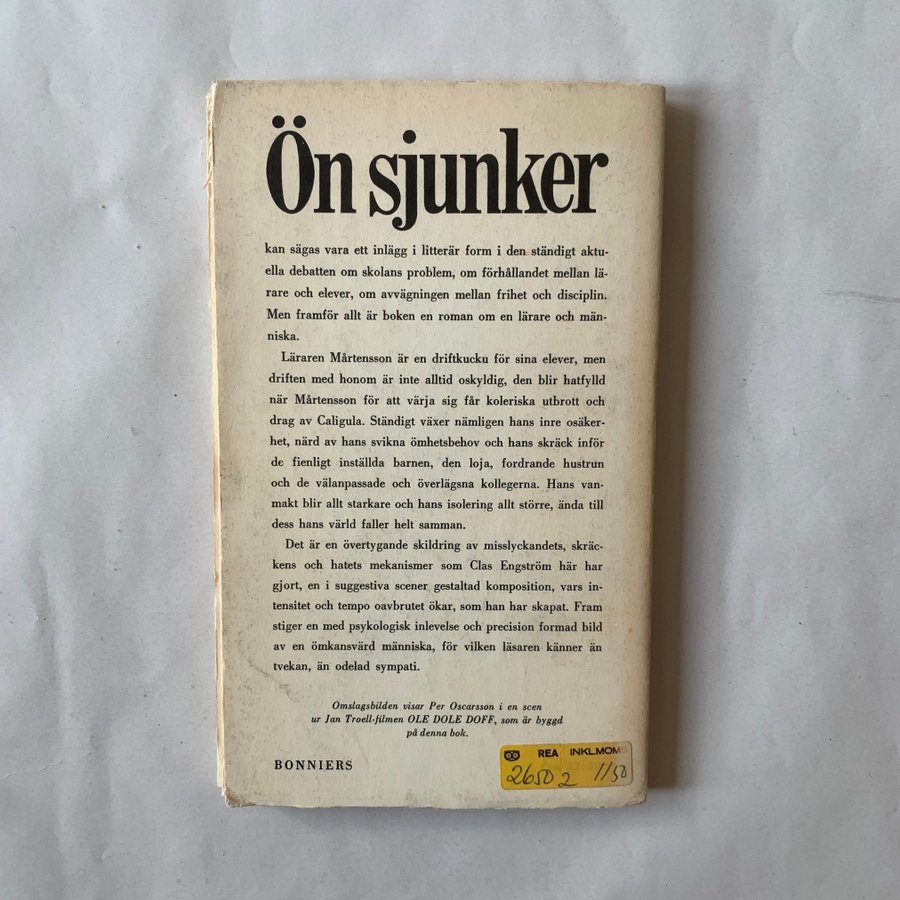 Ön sjunker
kan sägas vara ett inlägg i litterär form i den ständigt aktu-
ella debatten om skolans problem, om förhållandet mellan lä-
rare och elever, om avvägningen mellan frihet och disciplin.
Men framför allt är boken en roman om en lärare och män-
niska.
Läraren Mårtensson är en driftkucku för sina elever, men
driften med honom är inte alltid oskyldig, den blir hatfylld
när Mårtensson för att värja sig får koleriska utbrott och
drag av Caligula. Ständigt växer nämligen hans inre osäker-
het, närd av hans svikna ömhetsbehov och hans skräck inför
de fienligt inställda barnen, den loja, fordrande hustrun
och de välanpassade och överlägsna kollegerna. Hans van-
makt blir allt starkare och hans isolering allt större, ända till
dess hans värld faller helt samman.
Det är en övertygande skildring av misslyckandets, skräc-
kens och hatets mekanismer som Clas Engström här har
gjort, en i suggestiva scener gestaltad komposition, vars in-
tensitet och tempo oavbrutet ökar, som han har skapat. Fram
stiger en med psykologisk inlevelse och precision formad bild
av en ömkansvärd människa, för vilken läsaren känner än
tvekan, än odelad sympati.
Omslagsbilden visar Per Oscarsson i en scen
ur Jan Troell-filmen OLE DOLE DOFF, som är byggd
på denna bok.
BONNIERS
REA INKL.MOMS
2650 2 11/50